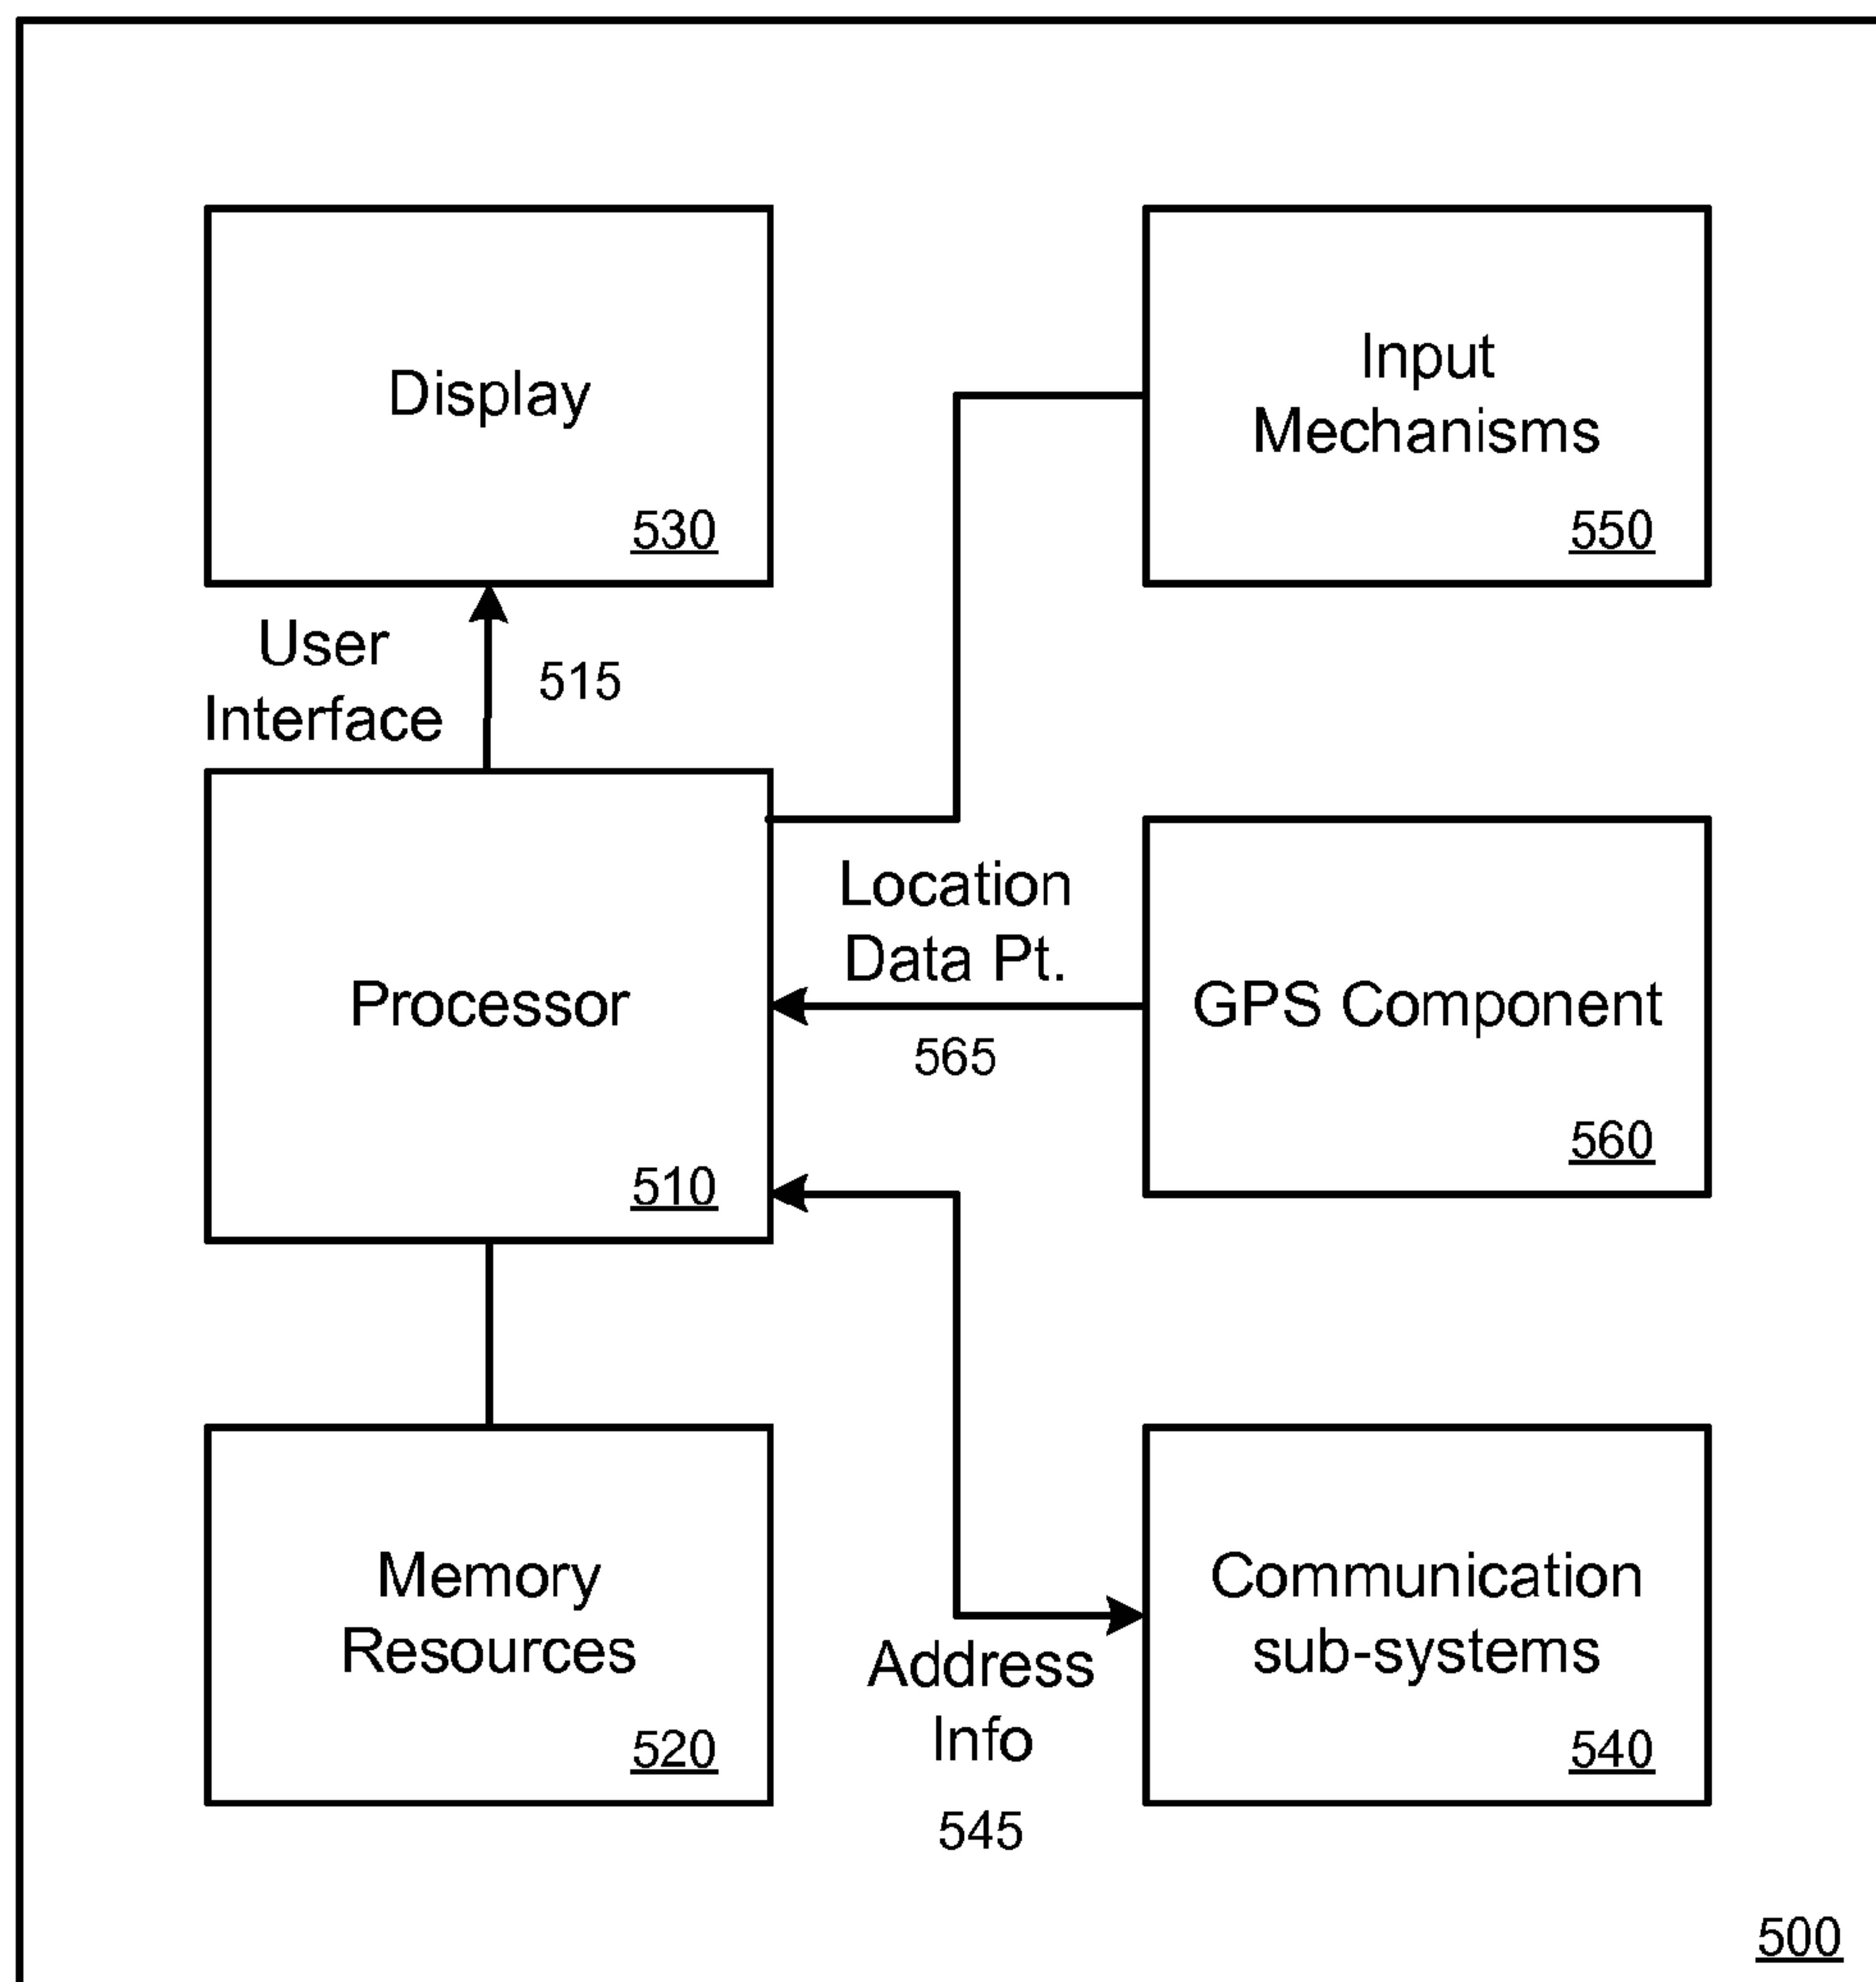 Display
530
Input
Mechanisms
550
User
Interface
515
Processor
510
Location
Data Pt.
565
GPS Component
560
Memory
Resources
520
Address
Info
545
Communication
sub-systems
540
500